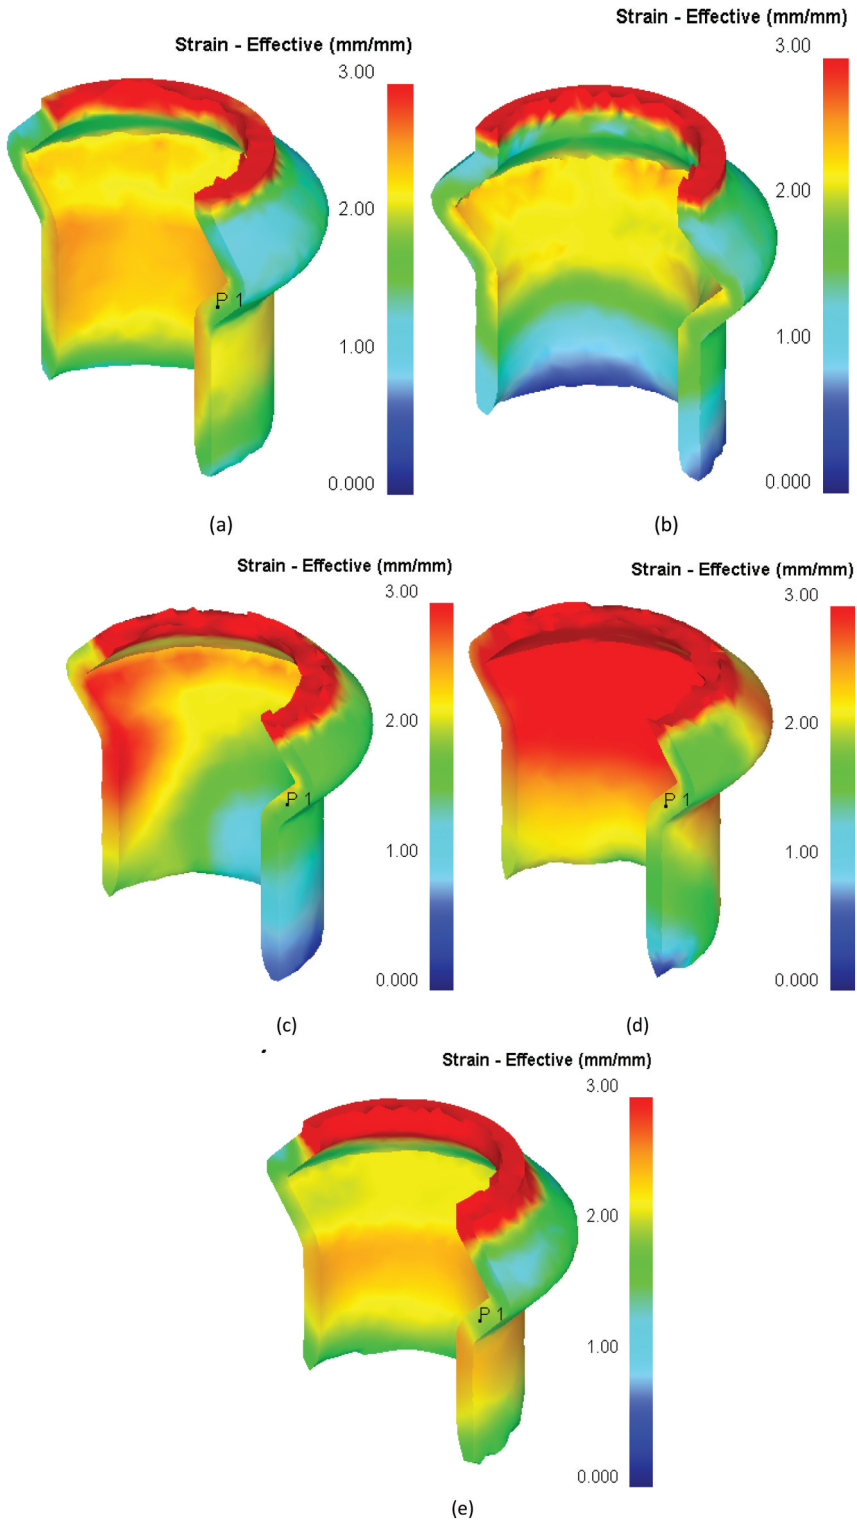 Strain - Effective (mm/mm)
3.00
2.00
1.00
0.000
P 1
(a)
Strain - Effective (mm/mm)
3.00
2.00
1.00
0.000
(b)
Strain - Effective (mm/mm)
3.00
2.00
1.00
0.000
P 1
(c)
Strain - Effective (mm/mm)
3.00
2.00
1.00
0.000
P 1
(d)
Strain - Effective (mm/mm)
3.00
2.00
1.00
0.000
P 1
(e)